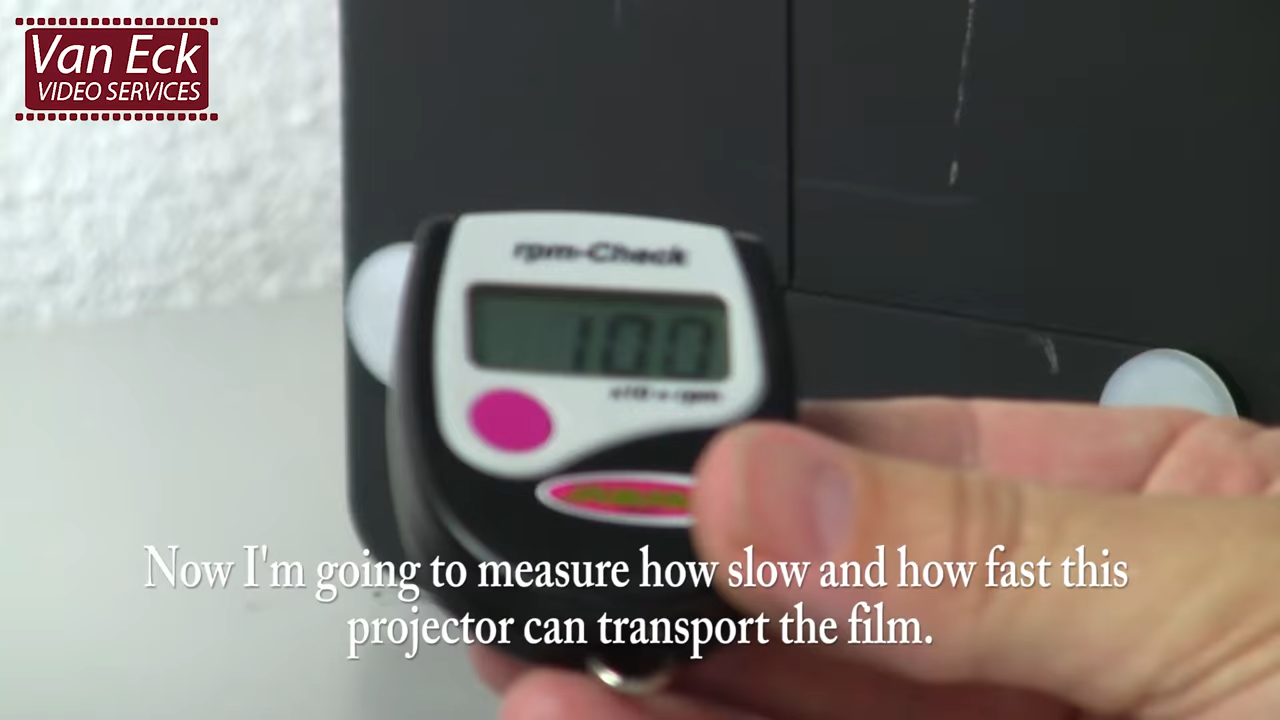 Van Eck
VIDEO SERVICES
rpm-Check
100
x10 = rpm
Now I'm going to measure how slow and how fast this
projector can transport the film.